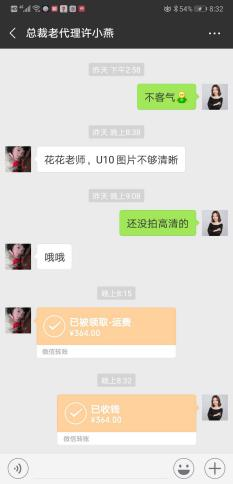 54% 8:32
总裁老代理许小燕
昨天 下午2:58
不客气
昨天 晚上8:38
花花老师，U10 图片不够清晰
昨天 晚上9:08
还没拍高清的
哦哦
晚上8:15
已被领取-运费
¥364.00
微信转账
晚上8:32
已收钱
¥364.00
微信转账